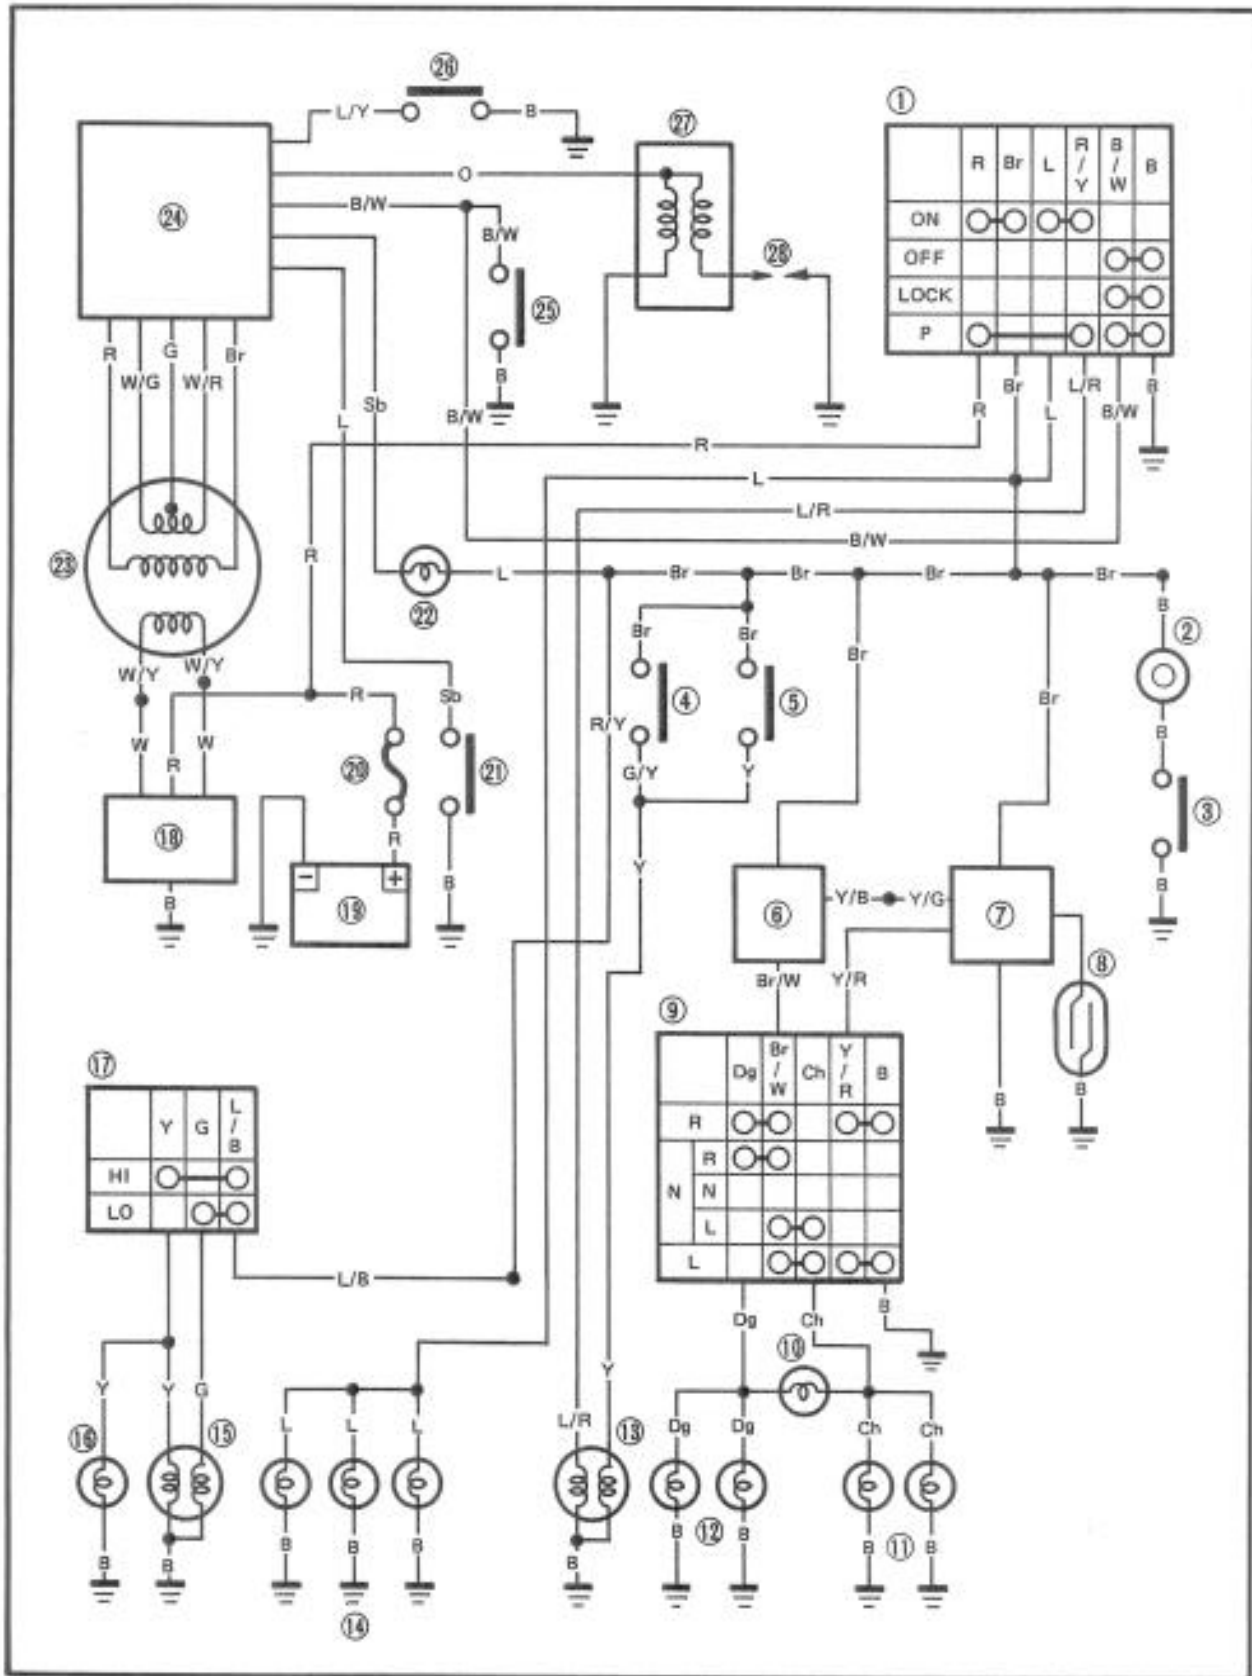 26
L/Y
B
1
27
R Br L R/Y B/W B
24
O
B/W
ON
B/W
28
OFF
25
LOCK
P
R
W/G
G
W/R
Br
B
Sb
L
B/W
R
Br
L
L/R
B/W
B
R
L
L/R
B/W
23
R
22
L
Br
Br
Br
Br
B
2
Br
Br
Br
4
5
Br
W/Y
W/Y
R
Sb
R/Y
B
W
R
W
20
21
G/Y
Y
3
18
R
B
Y
B
19
B
- +
6
Y/B
Y/G
7
8
Br/W
Y/R
9
17
Dg Br/W Ch Y/R B
B
B
Y G L/B
R
HI
N R
LO
N
L
L
L/B
Dg
Ch
B
10
Y
Y
G
L
L
L
L/R
Y
13
Dg
Dg
Ch
Ch
16
15
B
B
B
B
B
B
B
12
B
B
11
B
14